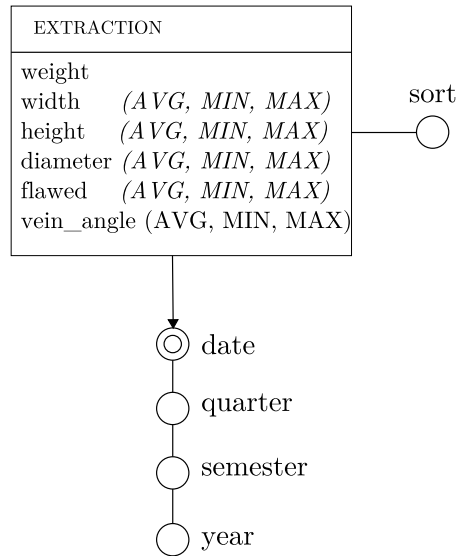 EXTRACTION
weight
width (AVG, MIN, MAX)
height (AVG, MIN, MAX)
diameter (AVG, MIN, MAX)
flawed (AVG, MIN, MAX)
vein_angle (AVG, MIN, MAX)
sort
date
quarter
semester
year